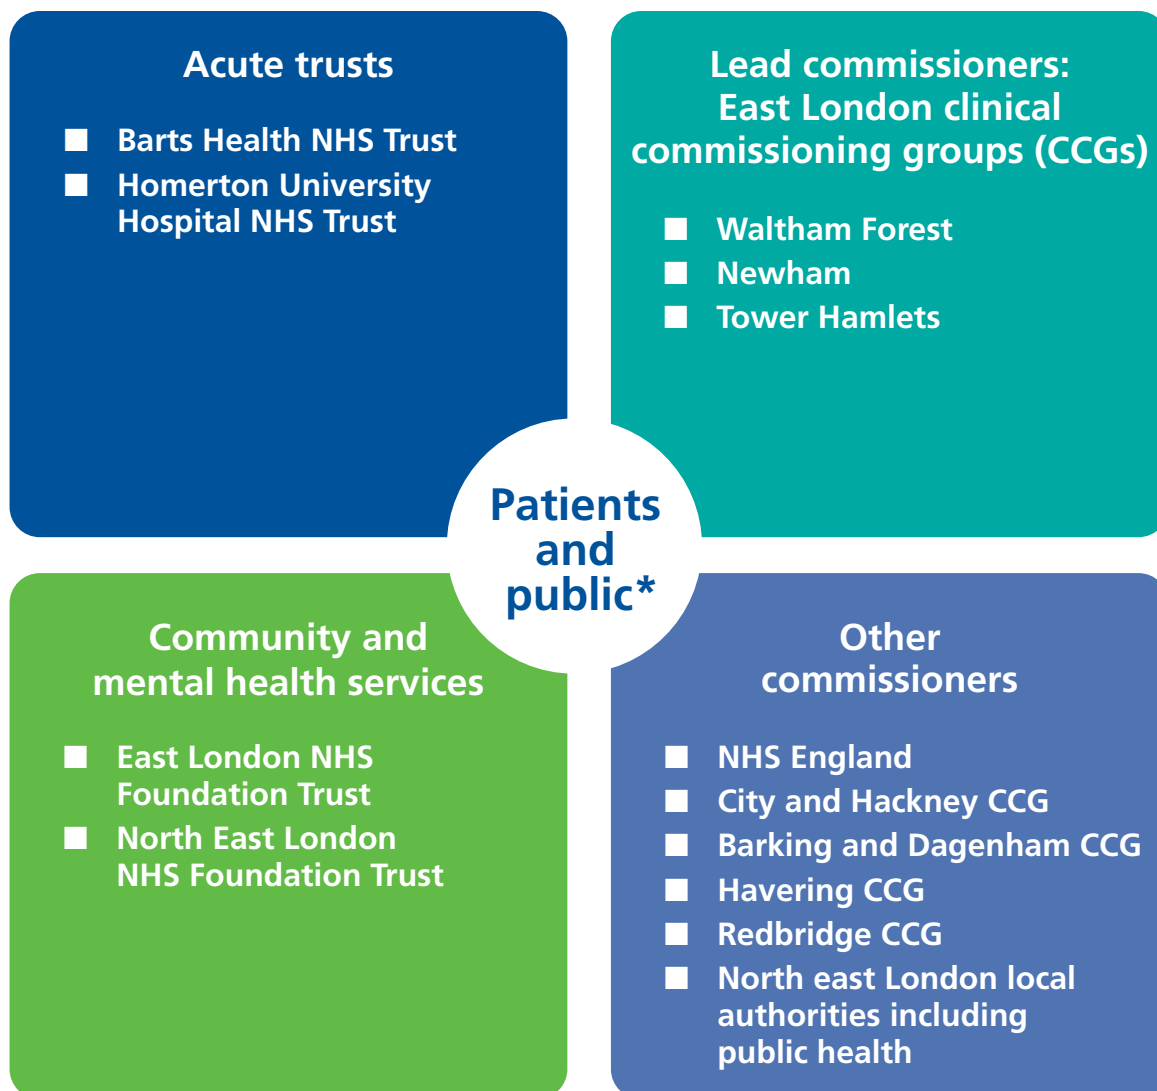 Acute trusts
Barts Health NHS Trust
Homerton University
Hospital NHS Trust
Lead commissioners:
East London clinical
commissioning groups (CCGs)
Waltham Forest
Newham
Tower Hamlets
Patients
and
public*
Community and
mental health services
East London NHS
Foundation Trust
North East London
NHS Foundation Trust
Other
commissioners
NHS England
City and Hackney CCG
Barking and Dagenham CCG
Havering CCG
Redbridge CCG
North east London local
authorities including
public health